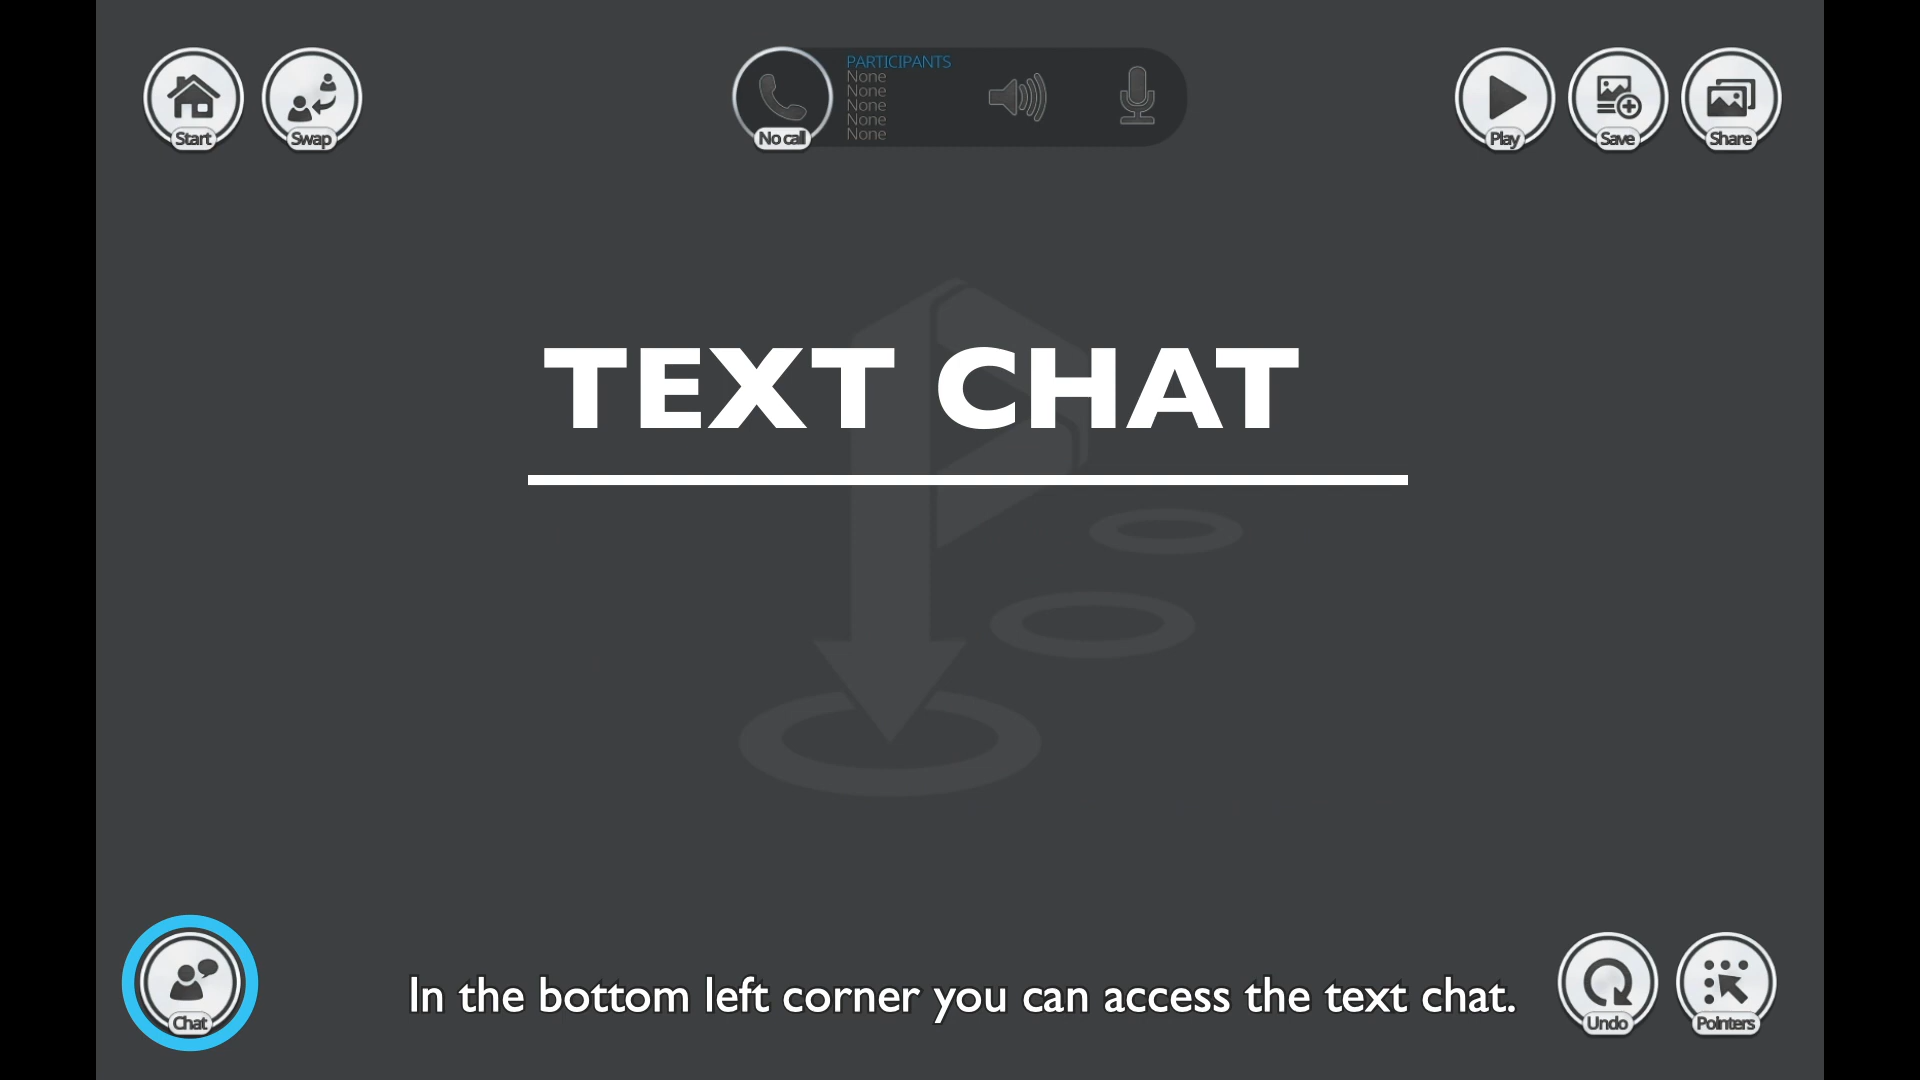 Start
Swap
No call
PARTICIPANTS
None
None
None
None
None
Play
Save
Share
TEXT CHAT
Chat
In the bottom left corner you can access the text chat.
Undo
Pointers